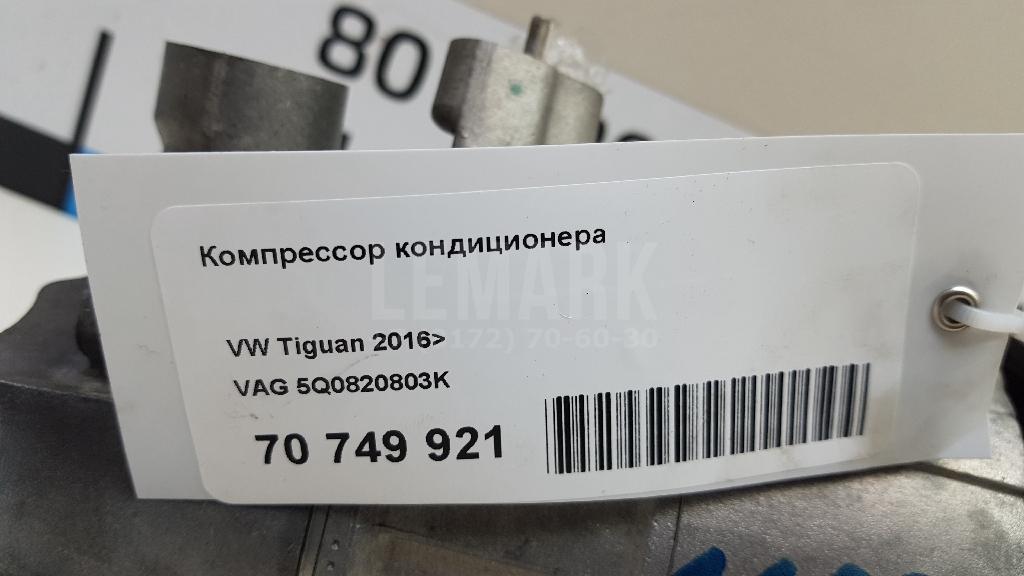 80
Компрессор кондиционера
LEMARK
VW Tiguan 2016>
172) 70-60-30
VAG 5Q0820803K
70 749 921